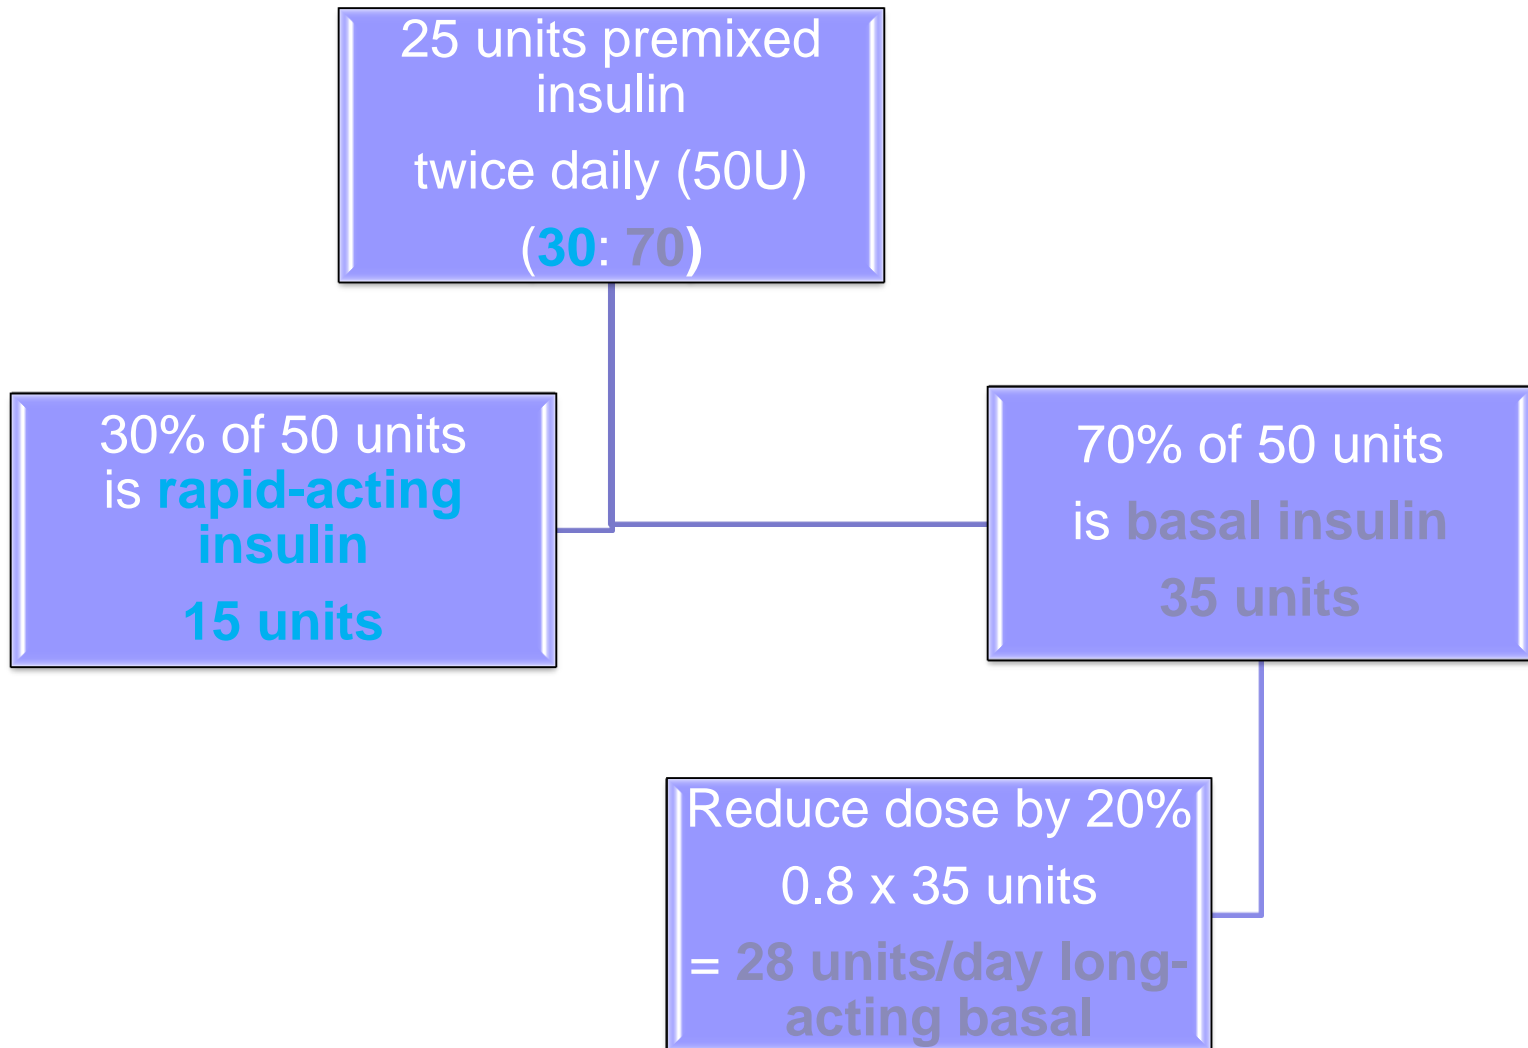 25 units premixed
insulin
twice daily (50U)
(30: 70)
30% of 50 units
is rapid-acting
insulin
15 units
70% of 50 units
is basal insulin
35 units
Reduce dose by 20%
0.8 x 35 units
= 28 units/day long-
acting basal